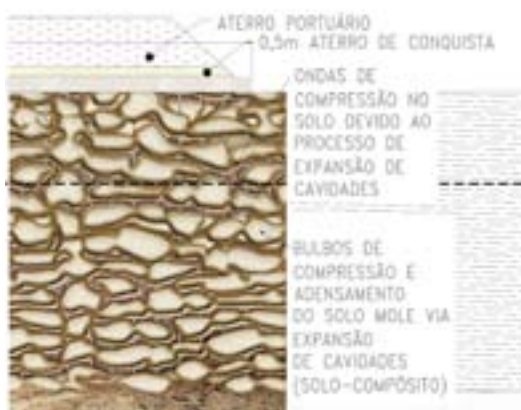 ATERRO PORTUÁRIO
0,5m ATERRO DE CONQUISTA
ONDAS DE
COMPRESSÃO NO
SOLO DEVIDO AO
PROCESSO DE
EXPANSÃO DE
CAVIDADES
BULBOS DE
COMPRESSÃO E
ADENSAMENTO
DO SOLO MOLE VIA
EXPANSÃO
DE CAVIDADES
(SOLO-COMPÓSITO)